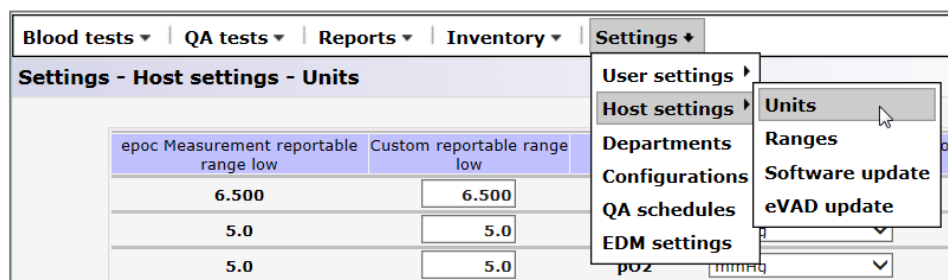 Blood tests QA tests Reports Inventory Settings
Settings - Host settings - Units
User settings
Host settings
Departments
Configurations
QA schedules
EDM settings
Units
Ranges
Software update
eVAD update
epoc Measurement reportable range low
Custom reportable range low
6.500 6.500
5.0 5.0
5.0 5.0 pO2 mmHg